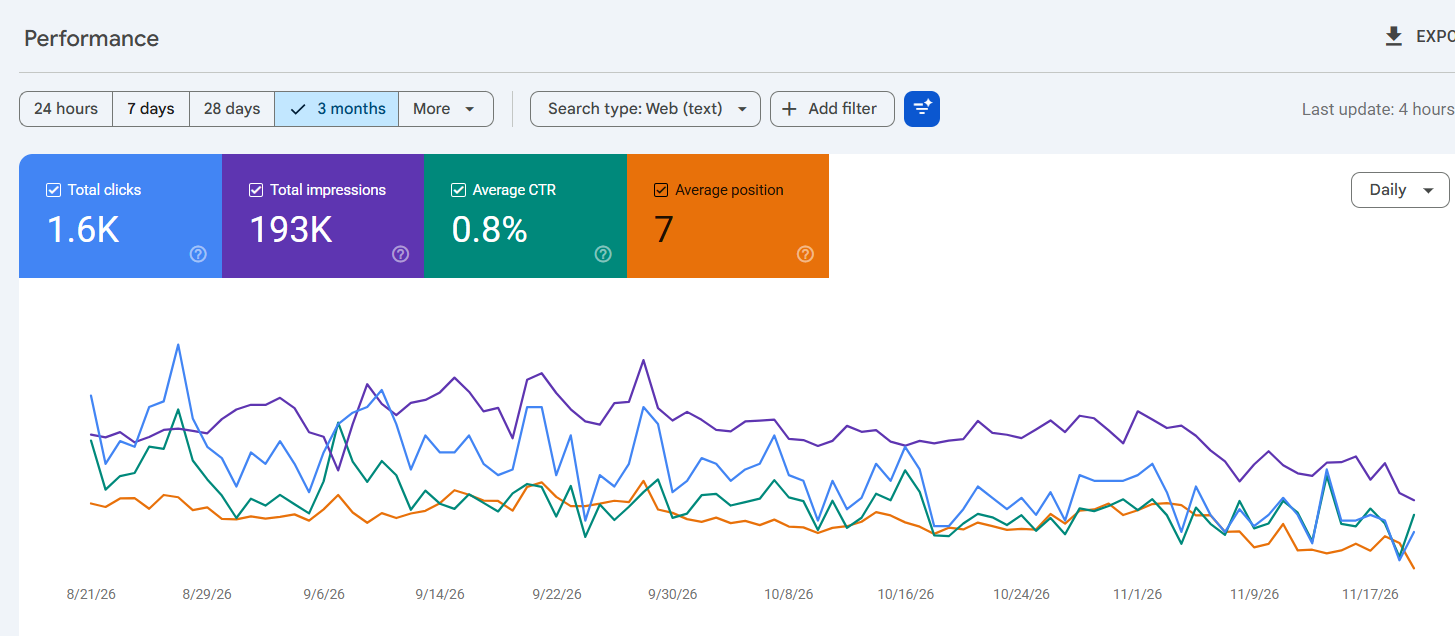 Performance
EXPO
24 hours 7 days 28 days 3 months More
Search type: Web (text) Add filter
Last update: 4 hours
Total clicks
1.6K
Total impressions
193K
Average CTR
0.8%
Average position
7
Daily
8/21/26 8/29/26 9/6/26 9/14/26 9/22/26 9/30/26 10/8/26 10/16/26 10/24/26 11/1/26 11/9/26 11/17/26